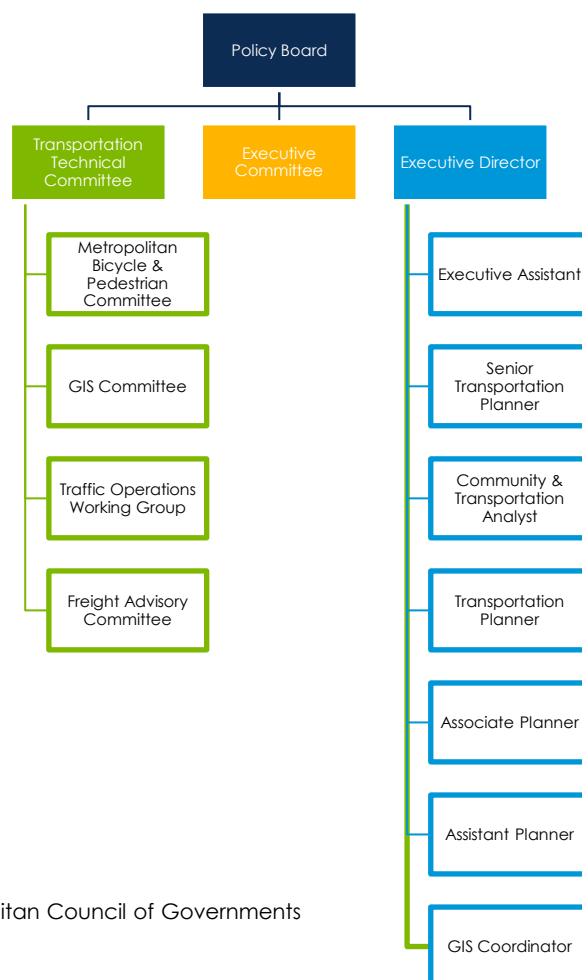 Policy Board
Transportation
Technical
Committee
Executive
Committee
Executive Director
Metropolitan
Bicycle &
Pedestrian
Committee
GIS Committee
Traffic Operations
Working Group
Freight Advisory
Committee
Executive Assistant
Senior
Transportation
Planner
Community &
Transportation
Analyst
Transportation
Planner
Associate Planner
Assistant Planner
GIS Coordinator
itan Council of Governments